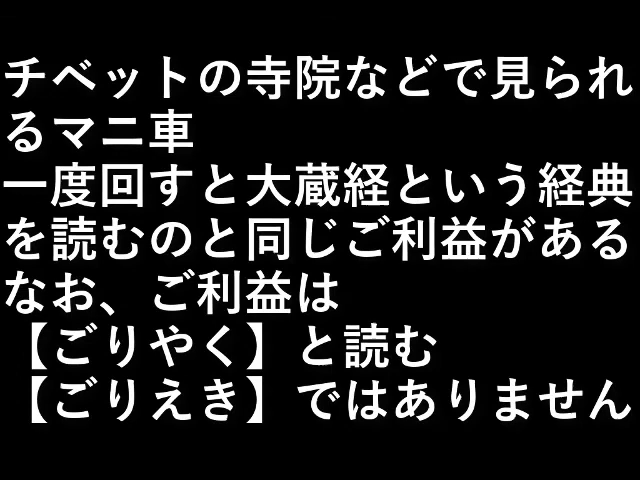 チベットの寺院などで見られ
るマニ車
一度回すと大蔵経という経典
を読むのと同じご利益がある
なお、ご利益は
【ごりやく】と読む
【ごりえき】ではありません